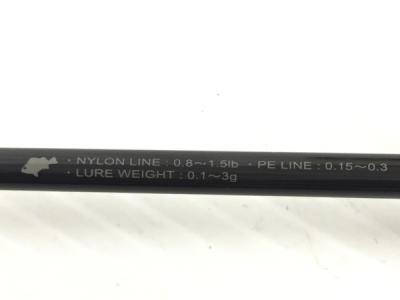 ・NYLON LINE : 0.8～1.5lb ・PE LINE : 0.15～0.3
・LURE WEIGHT : 0.1～3g